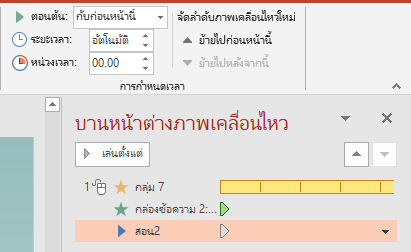 ตอนต้น: กับก่อนหน้านี้
จัดลำดับภาพเคลื่อนไหวใหม่
ระยะเวลา: อัตโนมัติ
ย้ายไปก่อนหน้านี้
หน่วงเวลา: 00.00
ย้ายไปหลังจากนี้
การกำหนดเวลา
บานหน้าต่างภาพเคลื่อนไหว
เล่นตั้งแต่
1 กลุ่ม 7
กล่องข้อความ 2:...
สอน2